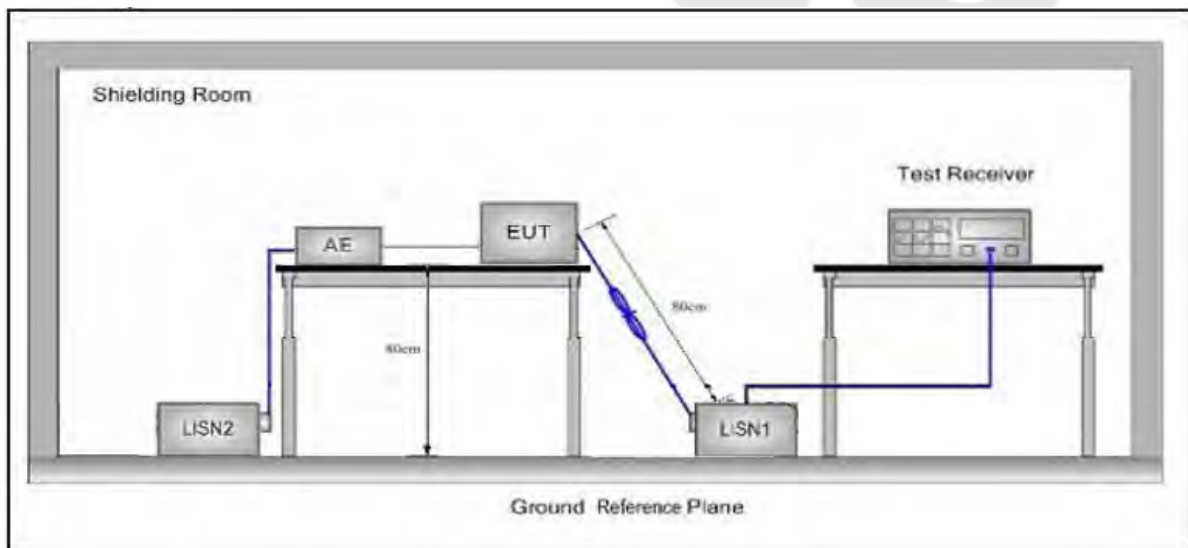 Shielding Room
Test Receiver
AE
EUT
80cm
80cm
LISN2
LISN1
Ground Reference Plane